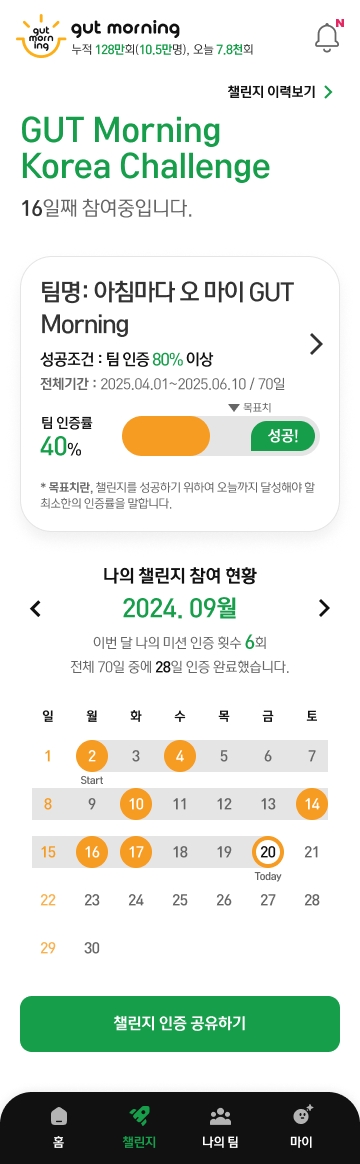 gut
morn
ing
gut morning
누적 128만회(10.5만명), 오늘 7.8천회
N
챌린지 이력보기
GUT Morning
Korea Challenge
16일째 참여중입니다.
팀명: 아침마다 오 마이 GUT
Morning
성공조건 : 팀 인증 80% 이상
전체기간 : 2025.04.01~2025.06.10 / 70일
목표치
팀 인증률
40%
성공!
* 목표치란, 챌린지를 성공하기 위하여 오늘까지 달성해야 할
최소한의 인증률을 말합니다.
나의 챌린지 참여 현황
2024. 09월
이번 달 나의 미션 인증 횟수 6회
전체 70일 중에 28일 인증 완료했습니다.
일 월 화 수 목 금 토
1 2 3 4 5 6 7
Start
8 9 10 11 12 13 14
15 16 17 18 19 20 21
Today
22 23 24 25 26 27 28
29 30
챌린지 인증 공유하기
홈 챌린지 나의 팀 마이